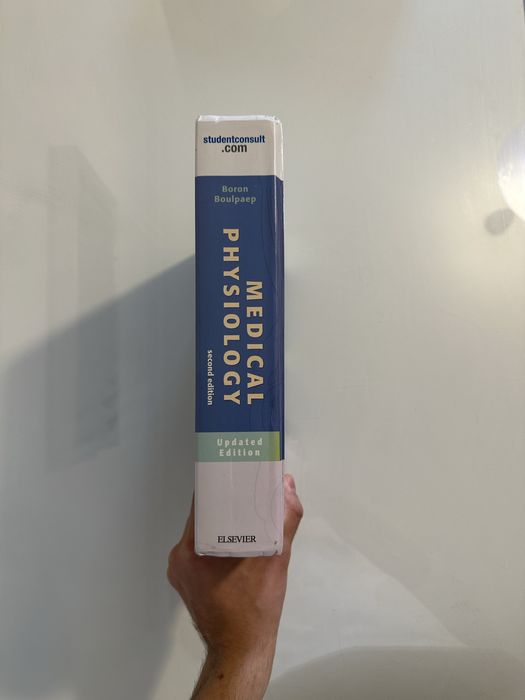 studentconsult
.com
Boron
Boulpaep
MEDICAL
PHYSIOLOGY
second edition
Updated
Edition
ELSEVIER